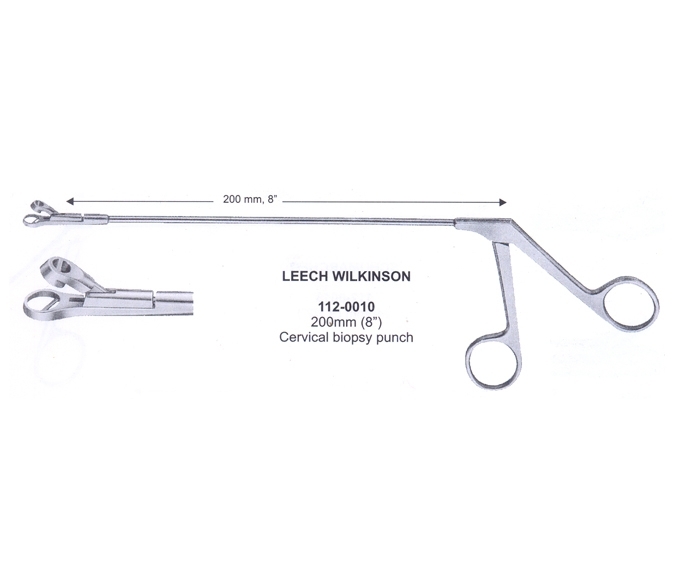 200 mm, 8”
LEECH WILKINSON
112-0010
200mm (8”)
Cervical biopsy punch